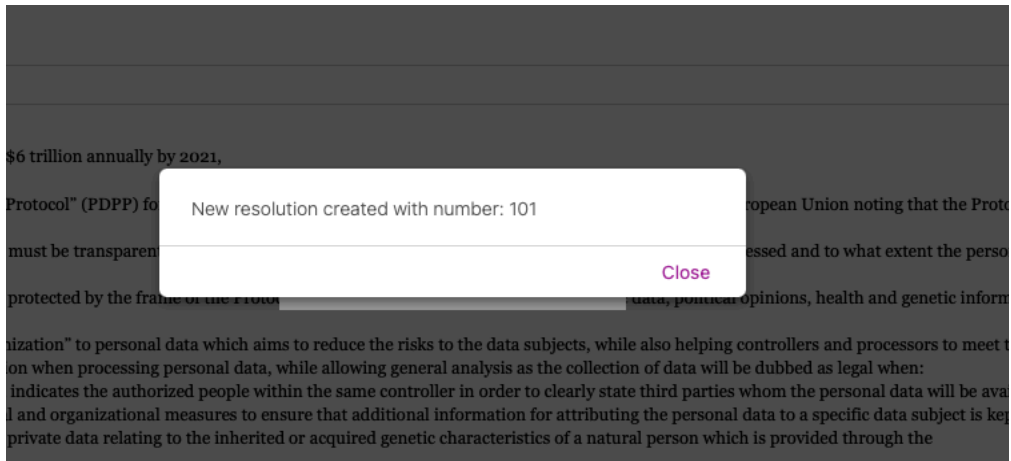 $6 trillion annually by 2021,
Protocol" (PDPP) fo
ropean Union noting that the Proto
New resolution created with number: 101
must be transparen
essed and to what extent the perso
Close
protected by the frame of the Protoc
data, political opinions, health and genetic inform
nization" to personal data which aims to reduce the risks to the data subjects, while also helping controllers and processors to meet t
on when processing personal data, while allowing general analysis as the collection of data will be dubbed as legal when:
indicates the authorized people within the same controller in order to clearly state third parties whom the personal data will be avai
l and organizational measures to ensure that additional information for attributing the personal data to a specific data subject is kep
private data relating to the inherited or acquired genetic characteristics of a natural person which is provided through the